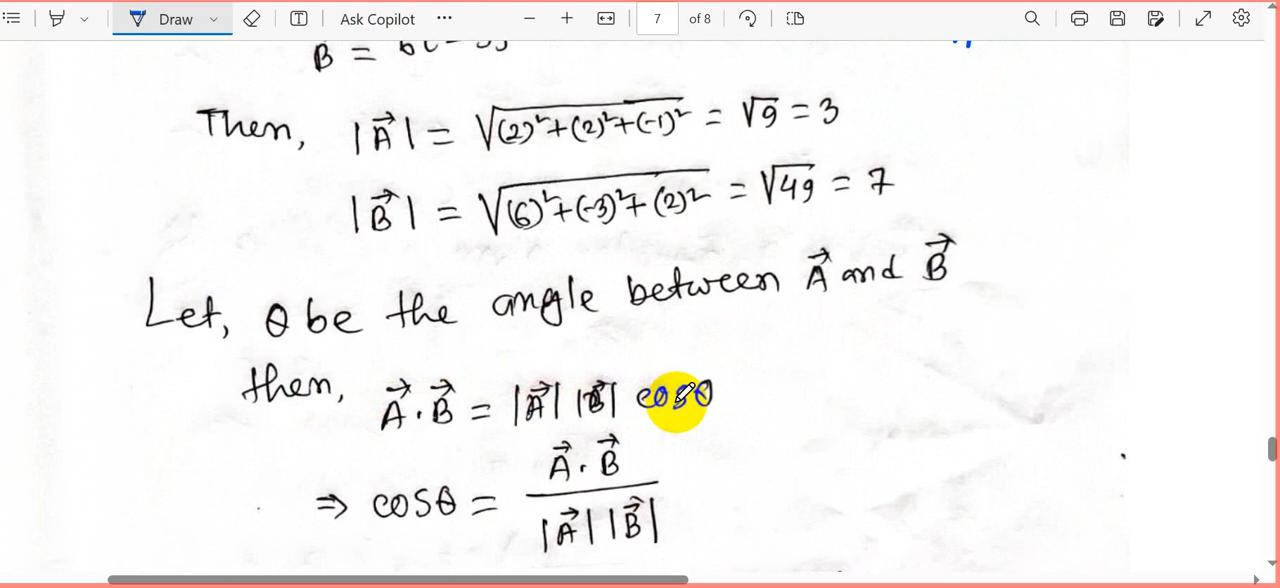 Draw Ask Copilot ··· 7 of 8
B =
Then, |A⃗| = √(2)²+(2)²+(-1)² = √9 = 3
|B⃗| = √(6)²+(-3)²+(2)² = √49 = 7
Let, θ be the angle between A⃗ and B⃗
then, A⃗ . B⃗ = |A⃗| |B⃗| cosθ
⇒ cosθ = A⃗ . B⃗ / |A⃗| |B⃗|